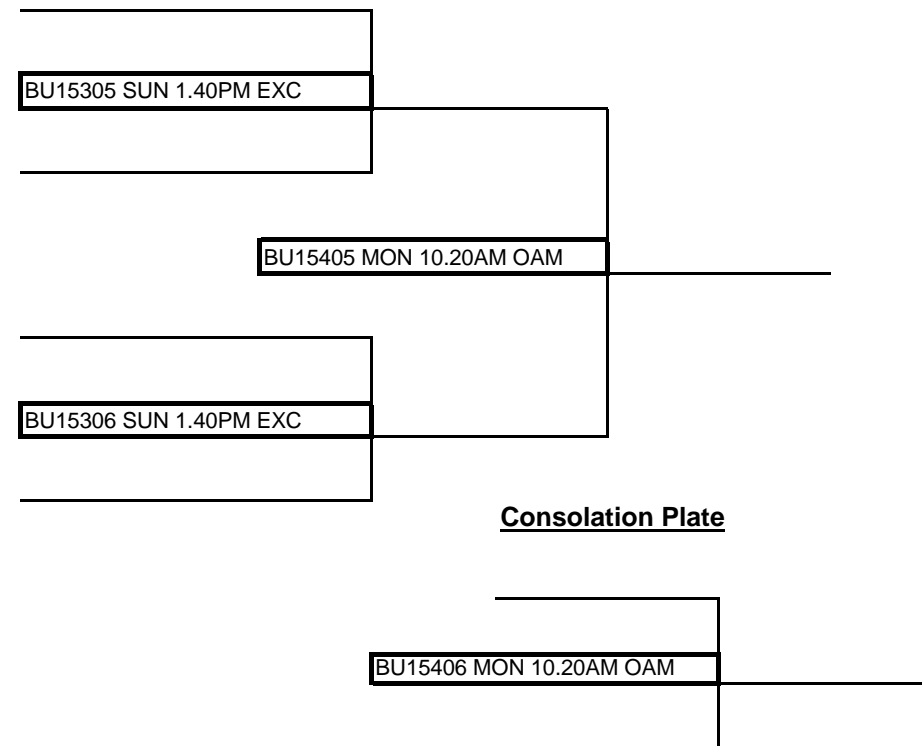 BU15305 SUN 1.40PM EXC
BU15405 MON 10.20AM OAM
BU15306 SUN 1.40PM EXC
Consolation Plate
BU15406 MON 10.20AM OAM